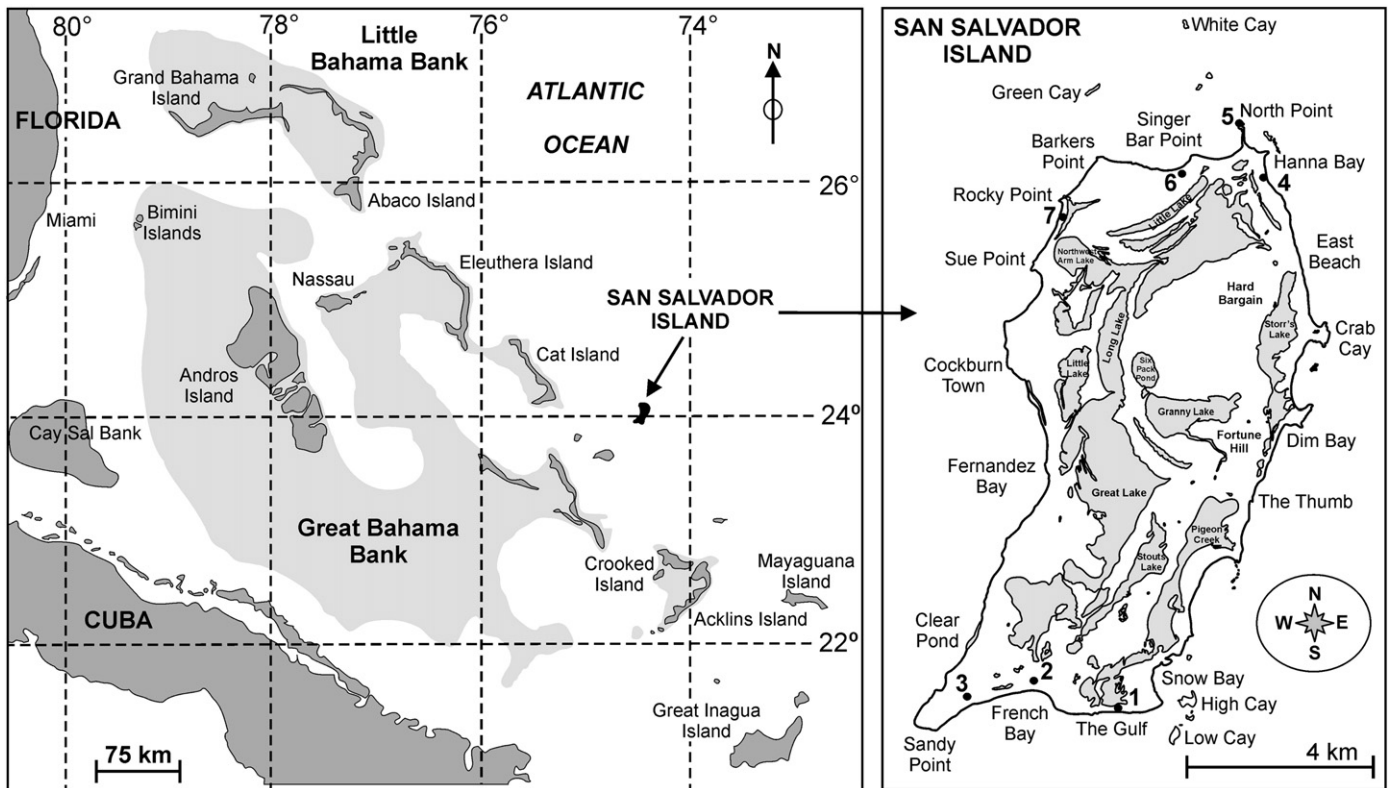 80°
78°
76°
74°
Little
Bahama Bank
N
Grand Bahama
Island
ATLANTIC
OCEAN
FLORIDA
26°
Abaco Island
Miami
Bimini
Islands
Nassau
Eleuthera Island
SAN SALVADOR
ISLAND
Cat Island
Andros
Island
24°
Cay Sal Bank
Great Bahama
Bank
Crooked
Island
Mayaguana
Island
Acklins Island
CUBA
22°
Great Inagua
Island
75 km
SAN SALVADOR
ISLAND
White Cay
Green Cay
5
North Point
Singer
Bar Point
Barkers
Point
Hanna Bay
6
4
Rocky Point
7
Little Lake
East
Beach
Sue Point
Northwest
Arm Lake
Hard
Bargain
Storr's
Lake
Crab
Cay
Long Lake
Cockburn
Town
Little
Lake
Six
Pack
Pond
Granny Lake
Fortune
Hill
Dim Bay
Fernandez
Bay
Great Lake
The Thumb
Pigeon
Creek
Stouts
Lake
N
W
E
S
Clear
Pond
2
3
1
Snow Bay
High Cay
French
Bay
The Gulf
Low Cay
Sandy
Point
4 km